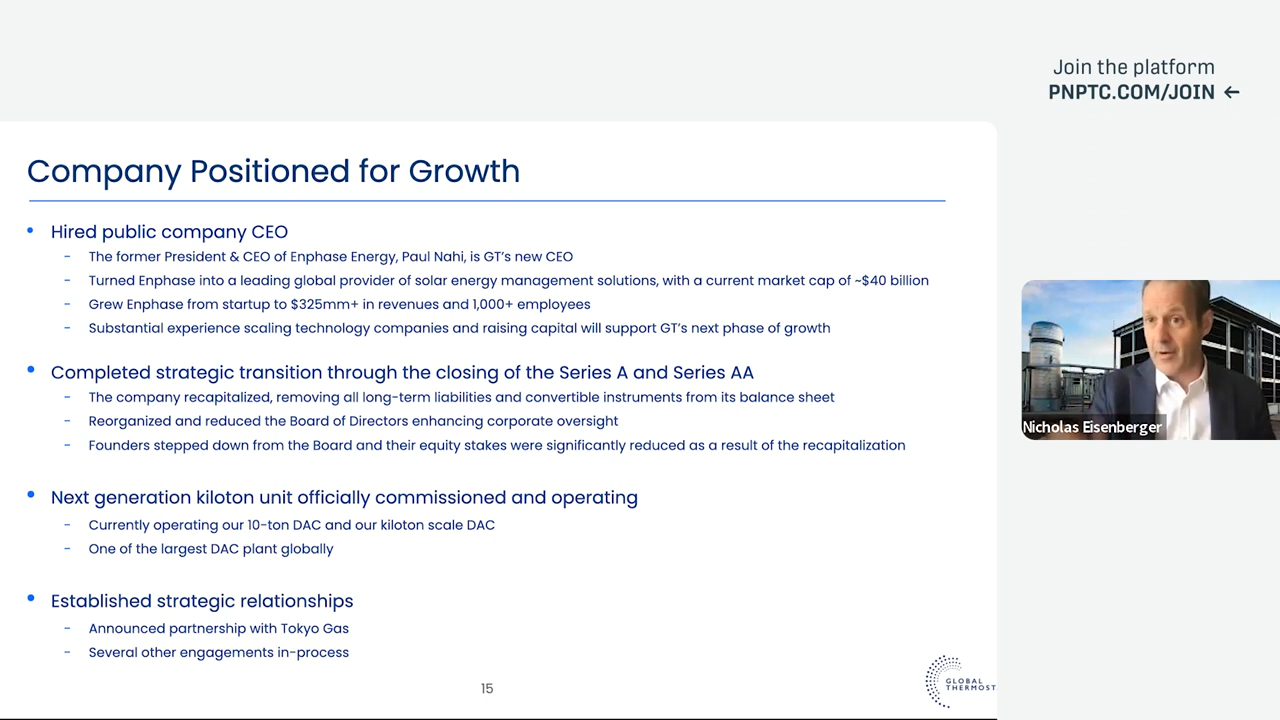 Join the platform
PNPTC.COM/JOIN ←
Company Positioned for Growth
• Hired public company CEO
- The former President & CEO of Enphase Energy, Paul Nahi, is GT's new CEO
- Turned Enphase into a leading global provider of solar energy management solutions, with a current market cap of ~$40 billion
- Grew Enphase from startup to $325mm+ in revenues and 1,000+ employees
- Substantial experience scaling technology companies and raising capital will support GT's next phase of growth
• Completed strategic transition through the closing of the Series A and Series AA
- The company recapitalized, removing all long-term liabilities and convertible instruments from its balance sheet
- Reorganized and reduced the Board of Directors enhancing corporate oversight
- Founders stepped down from the Board and their equity stakes were significantly reduced as a result of the recapitalization
• Next generation kiloton unit officially commissioned and operating
- Currently operating our 10-ton DAC and our kiloton scale DAC
- One of the largest DAC plant globally
• Established strategic relationships
- Announced partnership with Tokyo Gas
- Several other engagements in-process
15
GLOBAL
THERMOST
Nicholas Eisenberger